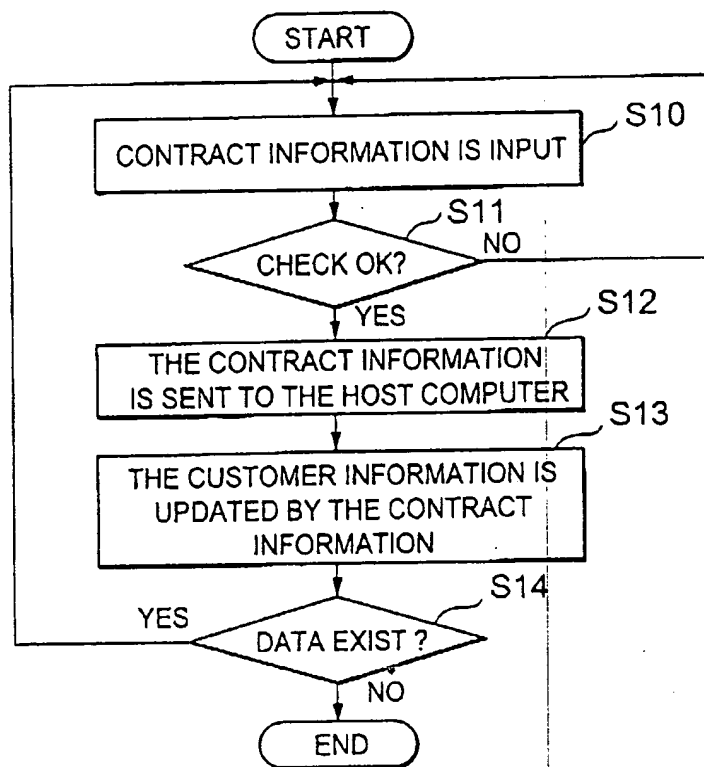 START
S10
CONTRACT INFORMATION IS INPUT
S11
CHECK OK?
NO
YES
S12
THE CONTRACT INFORMATION
IS SENT TO THE HOST COMPUTER
S13
THE CUSTOMER INFORMATION IS
UPDATED BY THE CONTRACT
INFORMATION
S14
YES
DATA EXIST ?
NO
END